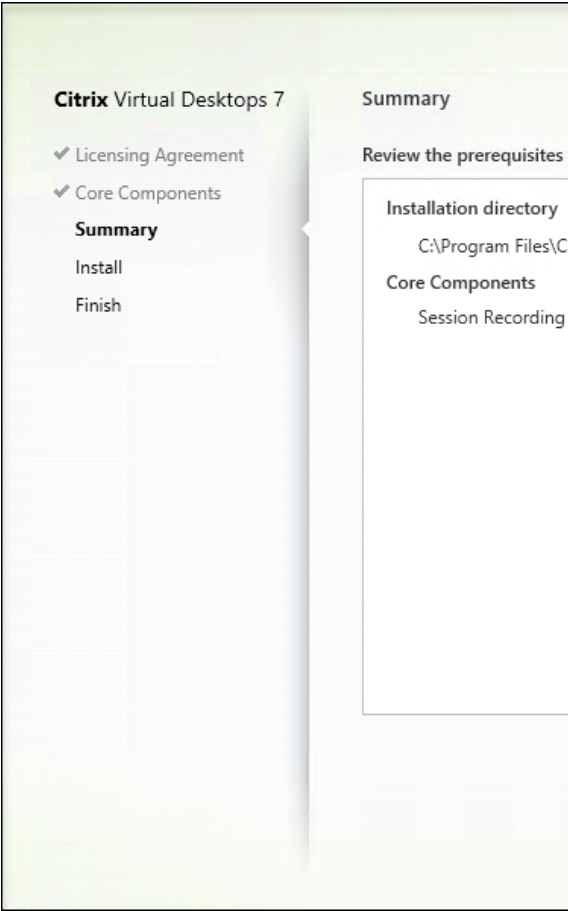 Citrix Virtual Desktops 7
Licensing Agreement
Core Components
Summary
Install
Finish
Summary
Review the prerequisites
Installation directory
C:\Program Files\C
Core Components
Session Recording